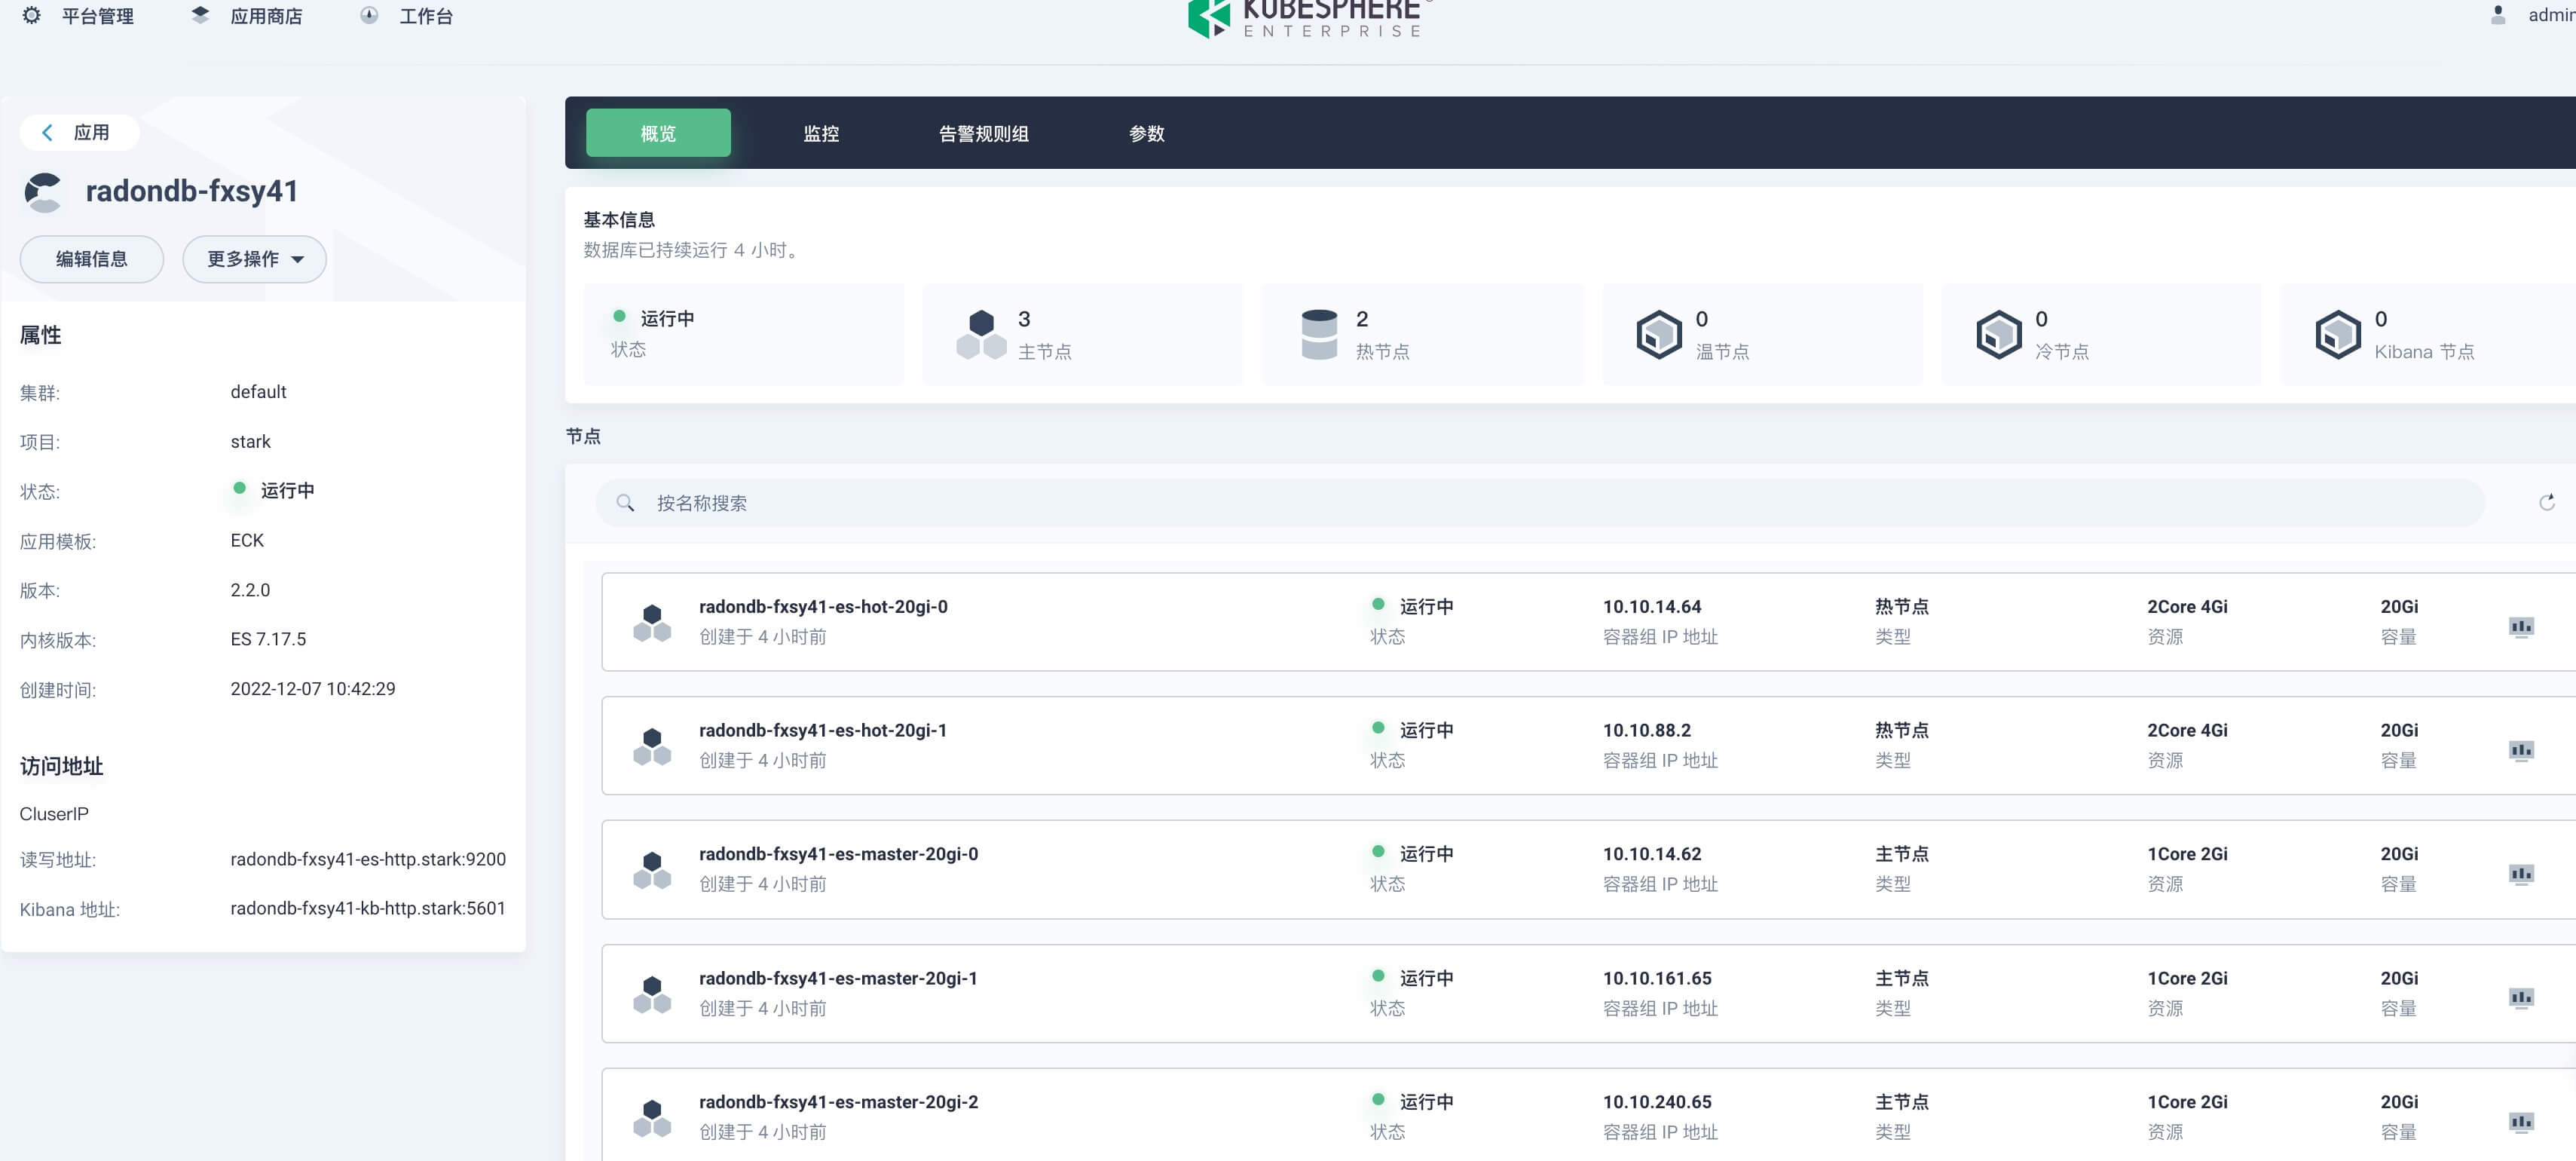 平台管理
应用商店
工作台
KUBESPHERE
ENTERPRISE
admin
应用
radondb-fxsy41
编辑信息
更多操作
属性
集群: default
项目: stark
状态: 运行中
应用模板: ECK
版本: 2.2.0
内核版本: ES 7.17.5
创建时间: 2022-12-07 10:42:29
访问地址
CluserIP
读写地址: radondb-fxsy41-es-http.stark:9200
Kibana 地址: radondb-fxsy41-kb-http.stark:5601
概览 监控 告警规则组 参数
基本信息
数据库已持续运行 4 小时。
运行中
状态
3
主节点
2
热节点
0
温节点
0
冷节点
0
Kibana 节点
节点
按名称搜索
radondb-fxsy41-es-hot-20gi-0 运行中 10.10.14.64 热节点 2Core 4Gi 20Gi
创建于 4 小时前 状态 容器组 IP 地址 类型 资源 容量
radondb-fxsy41-es-hot-20gi-1 运行中 10.10.88.2 热节点 2Core 4Gi 20Gi
创建于 4 小时前 状态 容器组 IP 地址 类型 资源 容量
radondb-fxsy41-es-master-20gi-0 运行中 10.10.14.62 主节点 1Core 2Gi 20Gi
创建于 4 小时前 状态 容器组 IP 地址 类型 资源 容量
radondb-fxsy41-es-master-20gi-1 运行中 10.10.161.65 主节点 1Core 2Gi 20Gi
创建于 4 小时前 状态 容器组 IP 地址 类型 资源 容量
radondb-fxsy41-es-master-20gi-2 运行中 10.10.240.65 主节点 1Core 2Gi 20Gi
创建于 4 小时前 状态 容器组 IP 地址 类型 资源 容量